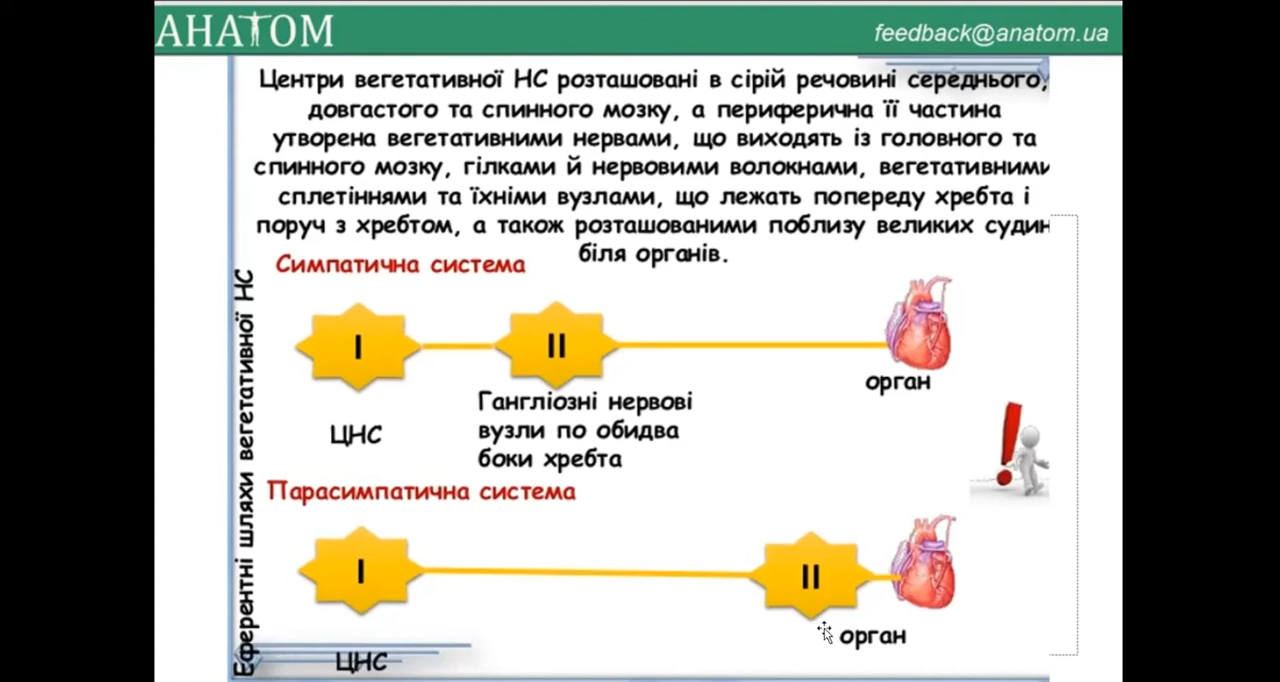 АНАТОМ
feedback@anatom.ua
Центри вегетативної НС розташовані в сірій речовині середнього,
довгастого та спинного мозку, а периферична її частина
утворена вегетативними нервами, що виходять із головного та
спинного мозку, гілками й нервовими волокнами, вегетативними
сплетіннями та їхніми вузлами, що лежать попереду хребта і
поруч з хребтом, а також розташованими поблизу великих судин
біля органів.
Еферентні шляхи вегетативної НС
Симпатична система
I
II
орган
ЦНС
Гангліозні нервові
вузли по обидва
боки хребта
Парасимпатична система
I
II
орган
ЦНС